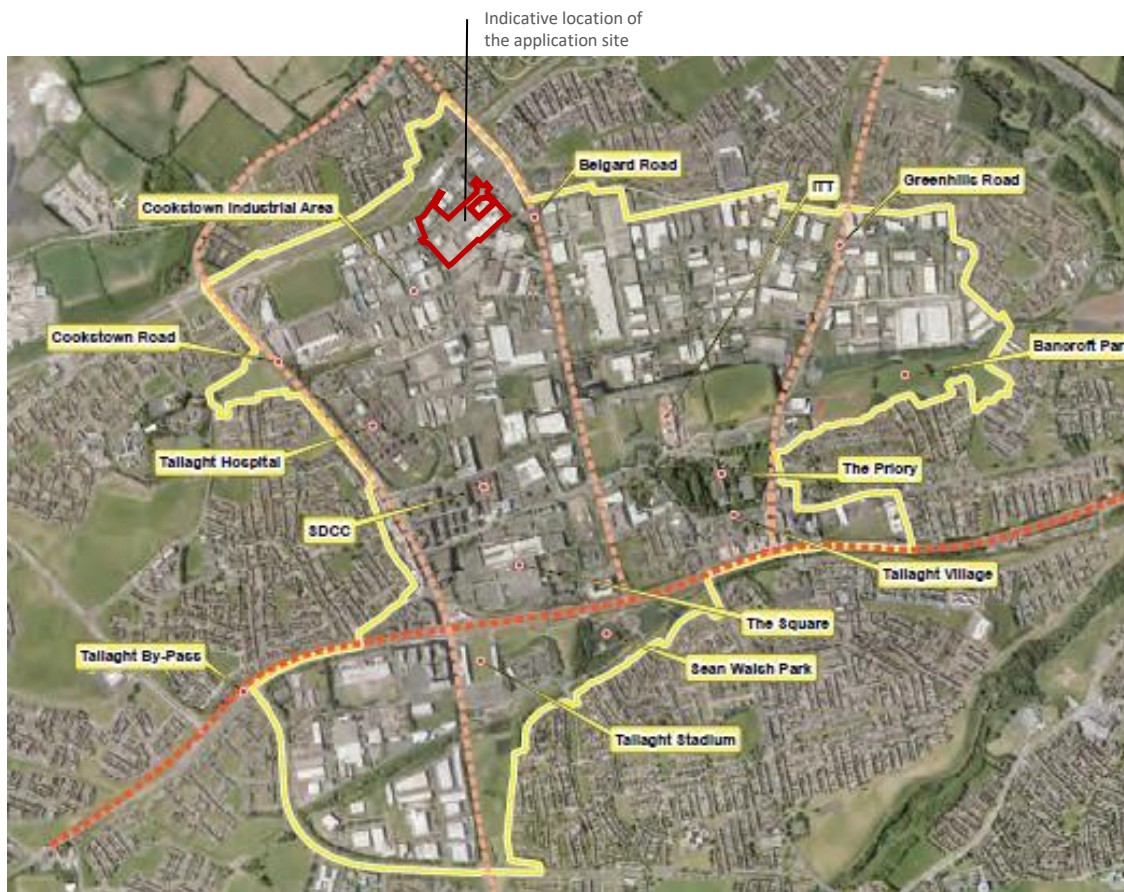 Indicative location of
the application site
Belgard Road
ITT
Greenhills Road
Cookstown Industrial Area
Cookstown Road
Bancroft Par
Tallaght Hospital
The Priory
SDCC
Tallaght Village
The Square
Tallaght By-Pass
Sean Walsh Park
Tallaght Stadium